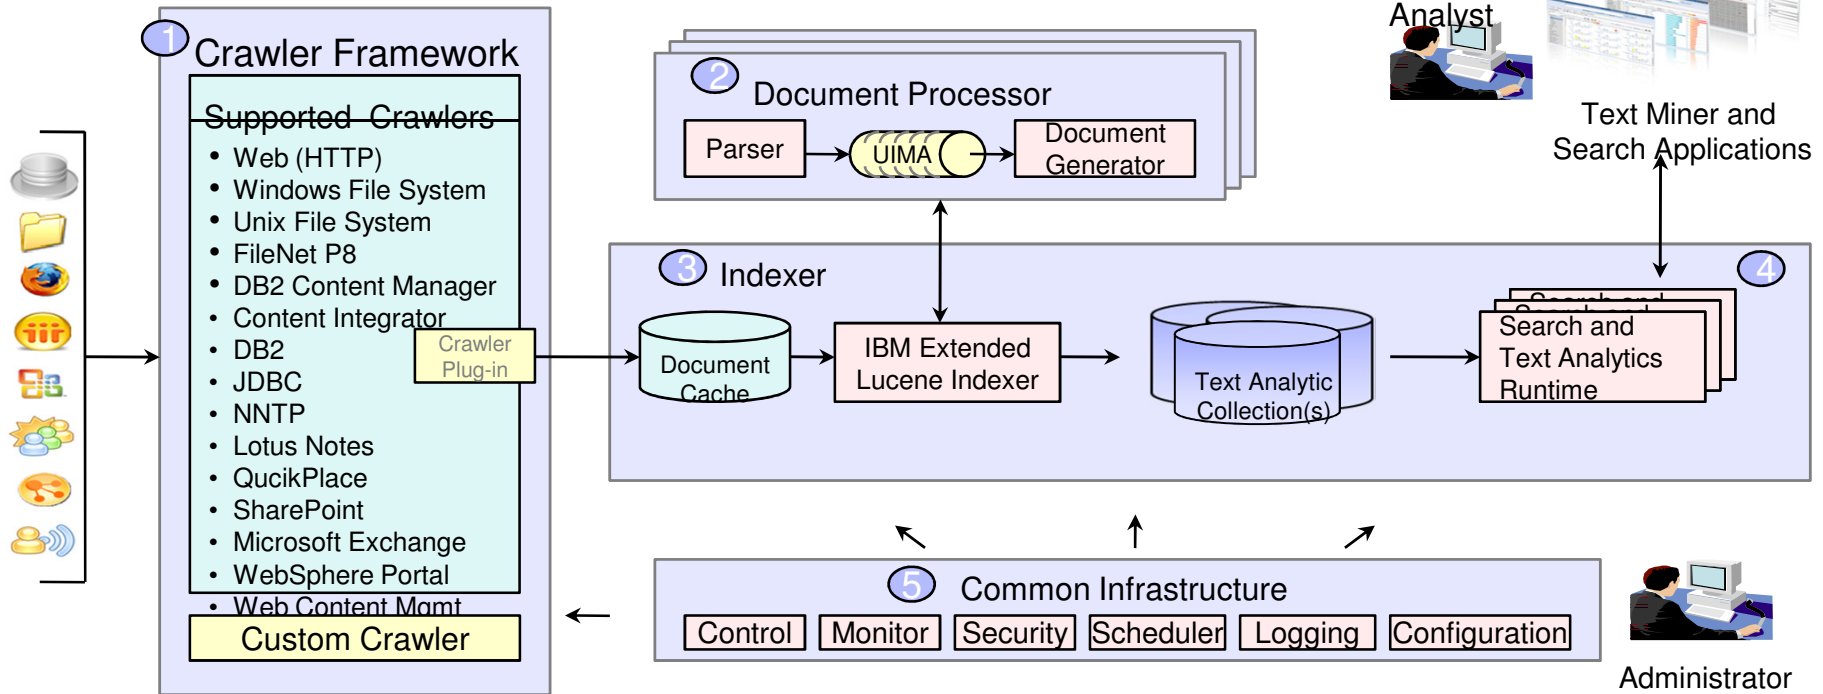 1
Crawler Framework
Supported Crawlers
• Web (HTTP)
• Windows File System
• Unix File System
• FileNet P8
• DB2 Content Manager
• Content Integrator
• DB2
• JDBC
• NNTP
• Lotus Notes
• QucikPlace
• SharePoint
• Microsoft Exchange
• WebSphere Portal
• Web Content Mgmt
Custom Crawler
Crawler
Plug-in
2
Document Processor
Parser
UIMA
Document
Generator
Analyst
Text Miner and
Search Applications
3
Indexer
4
Document
Cache
IBM Extended
Lucene Indexer
Text Analytic
Collection(s)
Search and
Search and
Search and
Text Analytics
Runtime
5
Common Infrastructure
Control
Monitor
Security
Scheduler
Logging
Configuration
Administrator